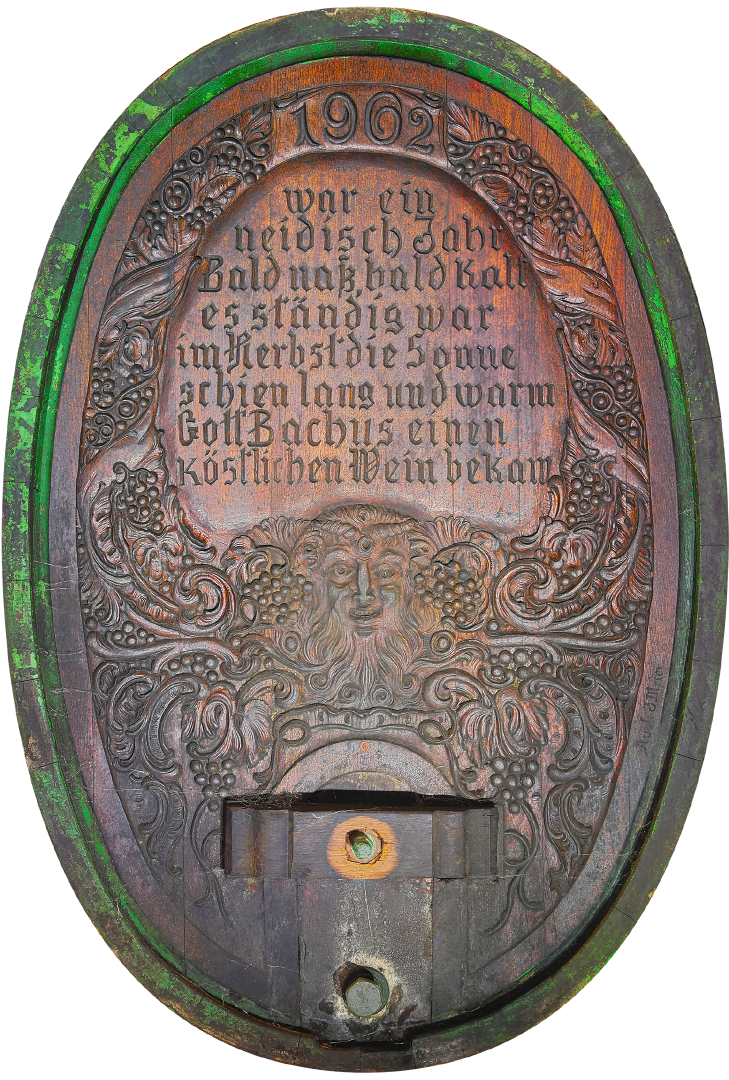 1962
war ein
neidisch Jahr
Bald naß bald kalt
es ständig war
im Herbst die Sonne
schien lang und warm
Gott Bachus einen
köstlichen Wein bekam